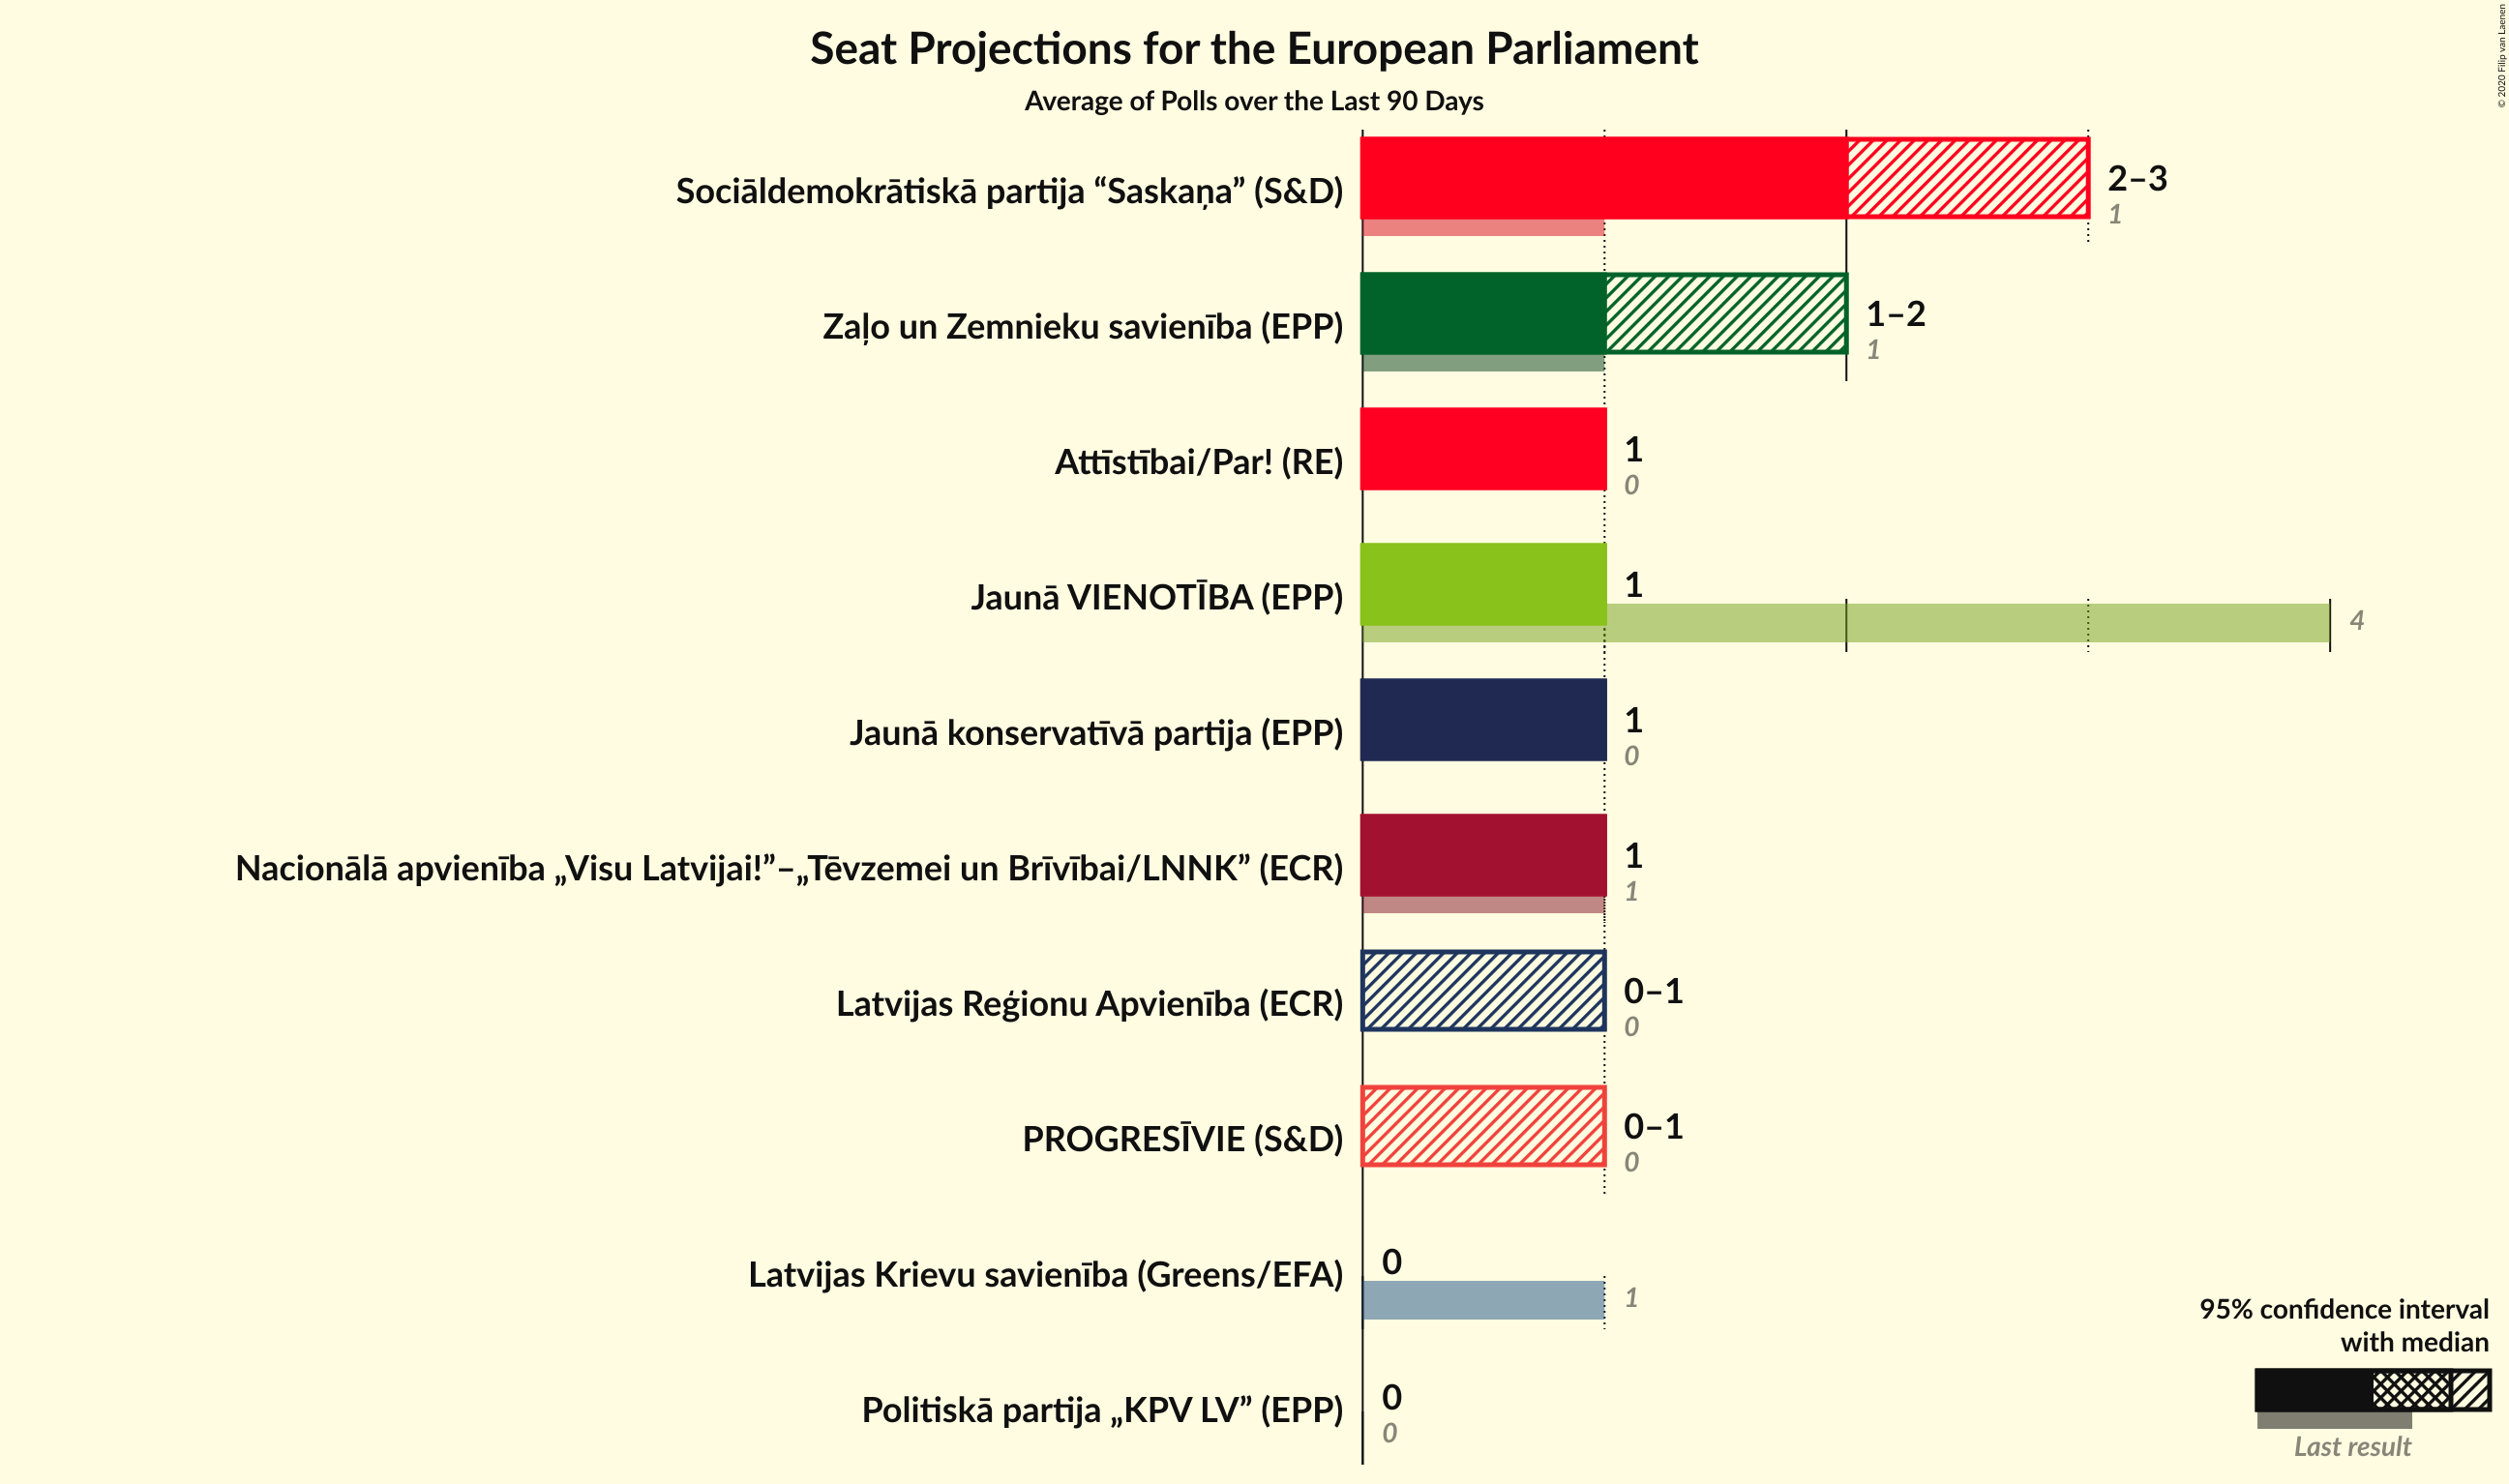 Seat Projections for the European Parliament
Average of Polls over the Last 90 Days
© 2020 Filip van Laenen
Sociāldemokrātiskā partija “Saskaņa” (S&D)
2–3
1
Zaļo un Zemnieku savienība (EPP)
1–2
1
Attīstībai/Par! (RE)
1
0
Jaunā VIENOTĪBA (EPP)
1
4
Jaunā konservatīvā partija (EPP)
1
0
Nacionālā apvienība „Visu Latvijai!”–„Tēvzemei un Brīvībai/LNNK” (ECR)
1
1
Latvijas Reģionu Apvienība (ECR)
0–1
0
PROGRESĪVIE (S&D)
0–1
0
Latvijas Krievu savienība (Greens/EFA)
0
1
Politiskā partija „KPV LV” (EPP)
0
0
95% confidence interval
with median
Last result